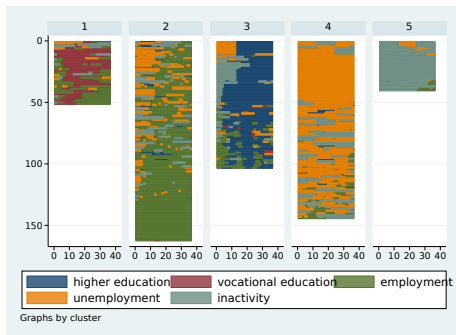 1 2 3 4 5
0
50
100
150
0 10 20 30 40 0 10 20 30 40 0 10 20 30 40 0 10 20 30 40 0 10 20 30 40
higher education vocational education employment
unemployment inactivity
Graphs by cluster